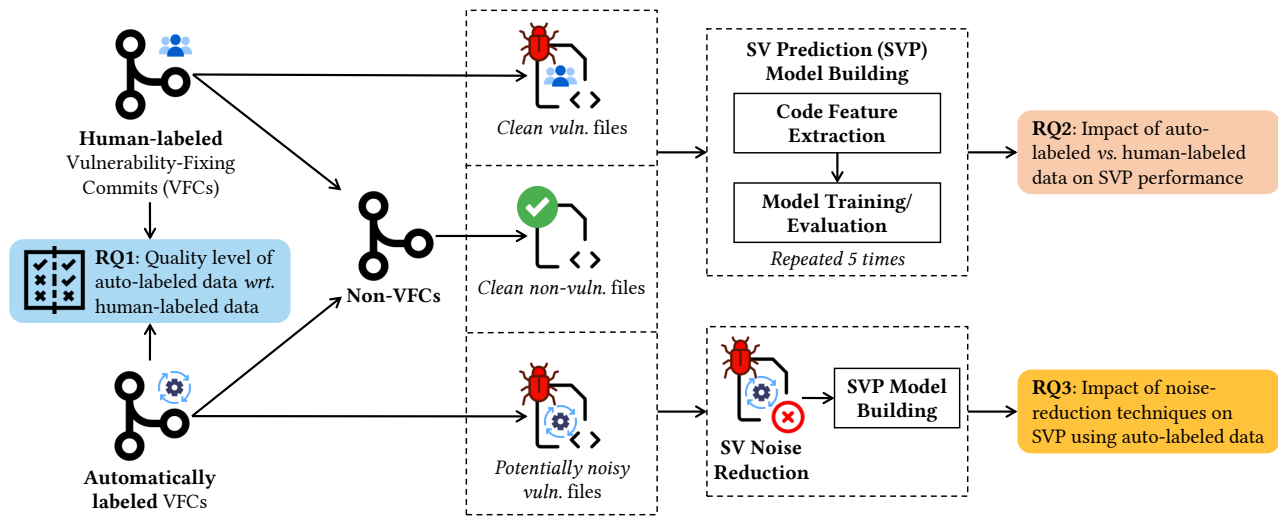 Human-labeled
Vulnerability-Fixing
Commits (VFCs)
RQ1: Quality level of
auto-labeled data wrt.
human-labeled data
Automatically
labeled VFCs
Non-VFCs
Clean vuln. files
Clean non-vuln. files
Potentially noisy
vuln. files
SV Prediction (SVP)
Model Building
Code Feature
Extraction
Model Training/
Evaluation
Repeated 5 times
SV Noise
Reduction
SVP Model
Building
RQ2: Impact of auto-
labeled vs. human-labeled
data on SVP performance
RQ3: Impact of noise-
reduction techniques on
SVP using auto-labeled data